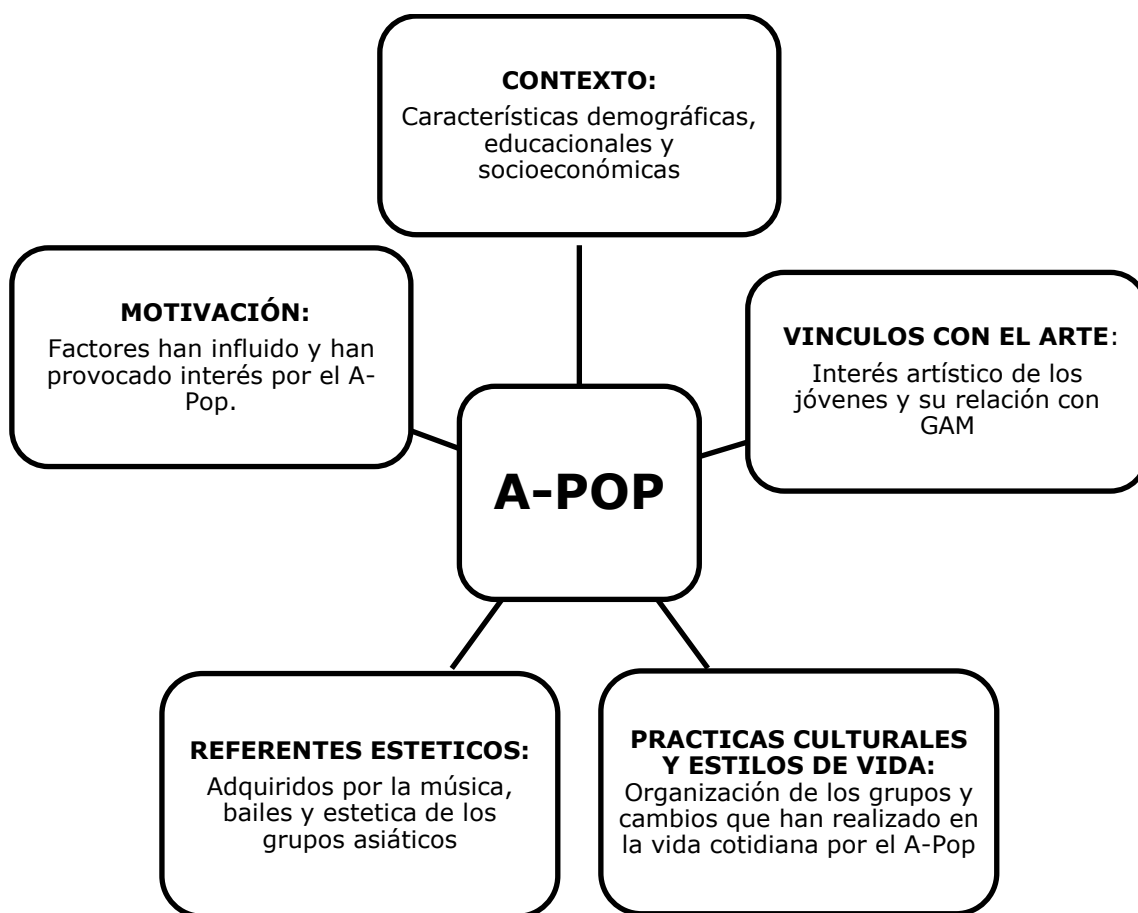 CONTEXTO:
Características demográficas,
educacionales y
socioeconómicas
MOTIVACIÓN:
Factores han influido y han
provocado interés por el A-
Pop.
VINCULOS CON EL ARTE:
Interés artístico de los
jóvenes y su relación con
GAM
A-POP
REFERENTES ESTETICOS:
Adquiridos por la música,
bailes y estetica de los
grupos asiáticos
PRACTICAS CULTURALES
Y ESTILOS DE VIDA:
Organización de los grupos y
cambios que han realizado en
la vida cotidiana por el A-Pop